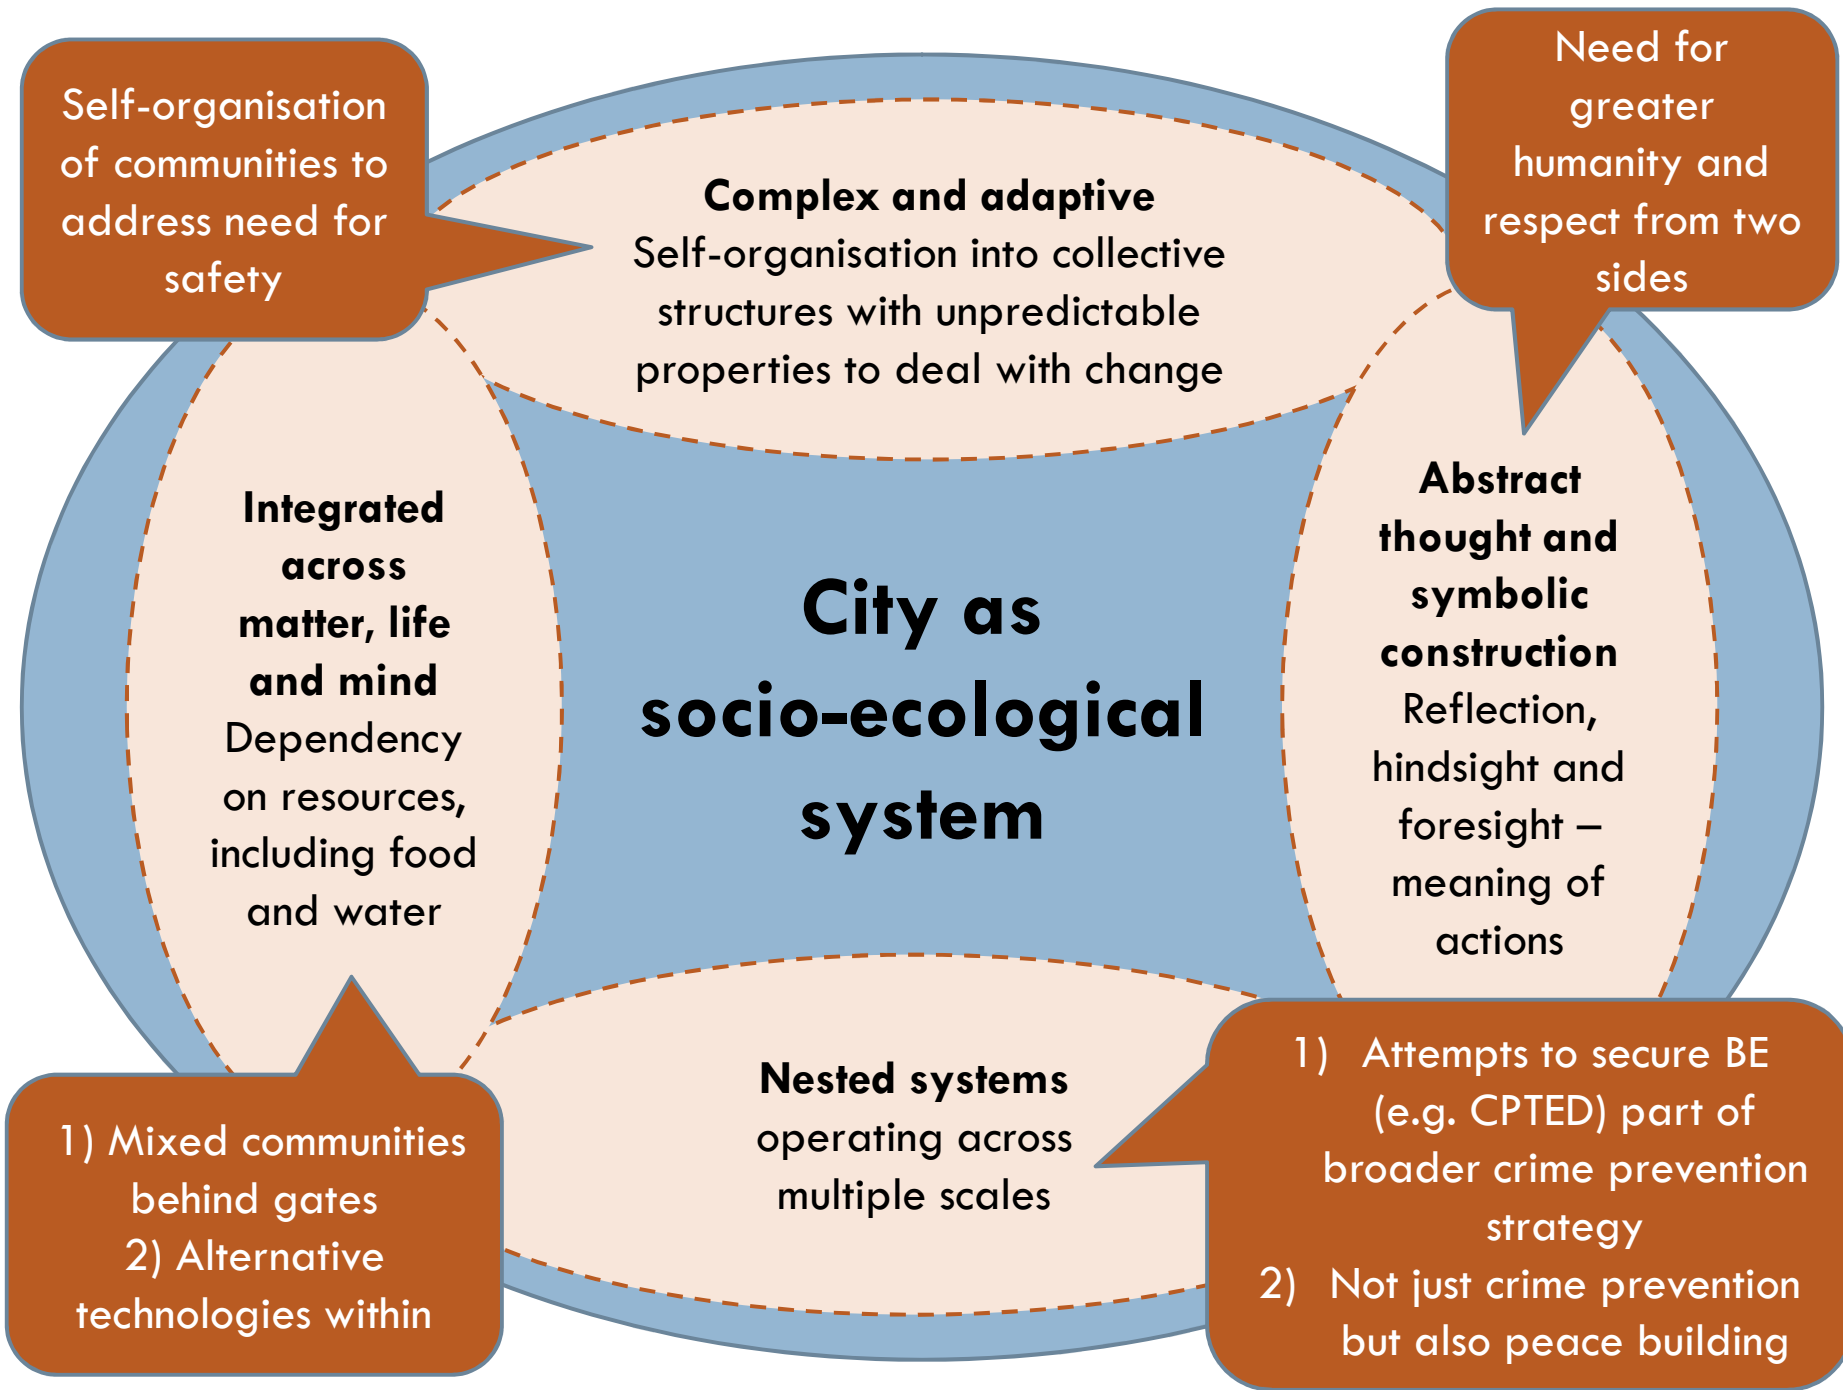 Self-organisation
of communities to
address need for
safety
Need for
greater
humanity and
respect from two
sides
Complex and adaptive
Self-organisation into collective
structures with unpredictable
properties to deal with change
Integrated
across
matter, life
and mind
Dependency
on resources,
including food
and water
City as
socio-ecological
system
Abstract
thought and
symbolic
construction
Reflection,
hindsight and
foresight –
meaning of
actions
Nested systems
operating across
multiple scales
1) Mixed communities
behind gates
2) Alternative
technologies within
1) Attempts to secure BE
(e.g. CPTED) part of
broader crime prevention
strategy
2) Not just crime prevention
but also peace building